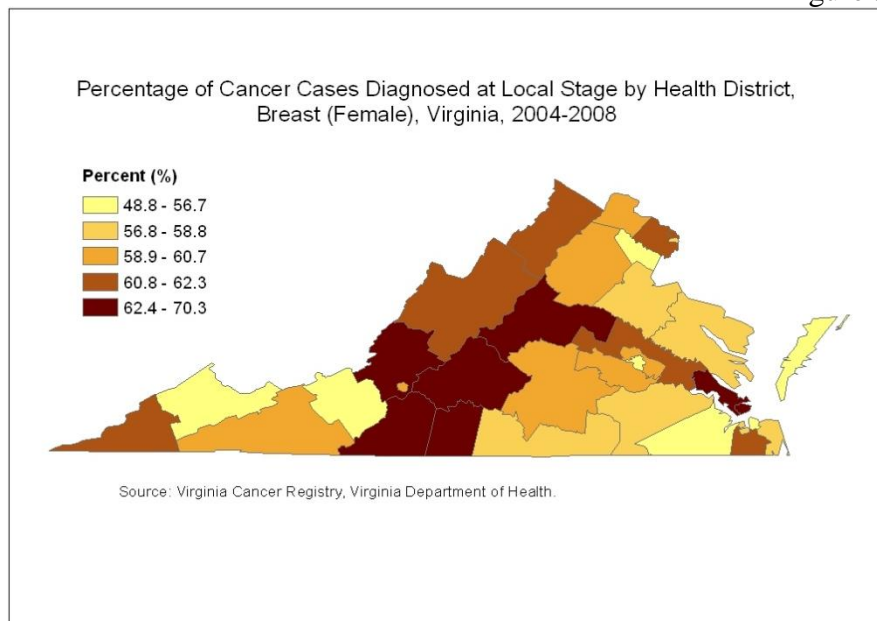 Percentage of Cancer Cases Diagnosed at Local Stage by Health District,
Breast (Female), Virginia, 2004-2008
Percent (%)
48.8 - 56.7
56.8 - 58.8
58.9 - 60.7
60.8 - 62.3
62.4 - 70.3
Source: Virginia Cancer Registry, Virginia Department of Health.